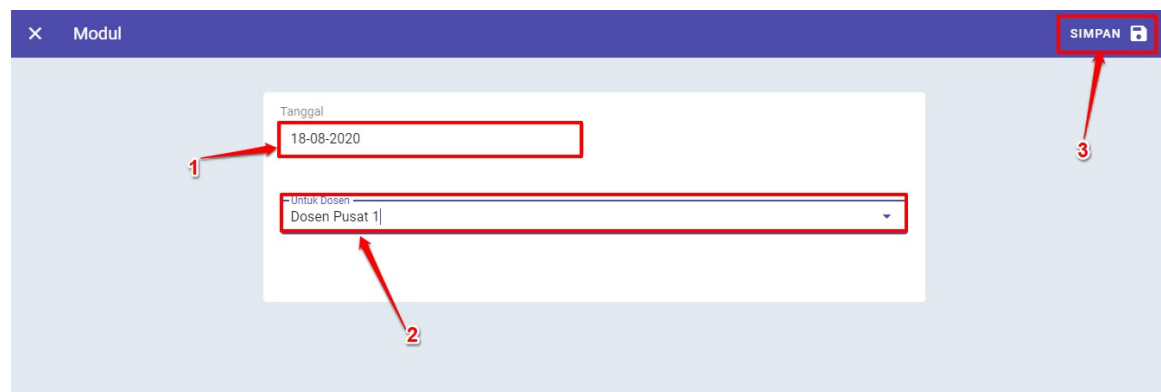 Modul
SIMPAN
Tanggal
18-08-2020
1
3
Untuk Dosen
Dosen Pusat 1
2